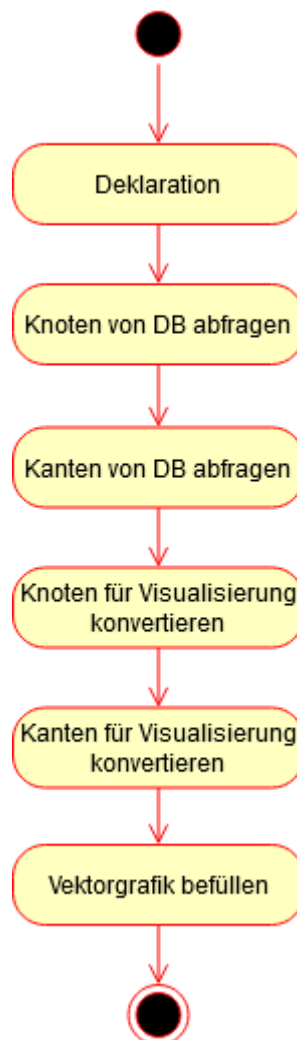 Deklaration
Knoten von DB abfragen
Kanten von DB abfragen
Knoten für Visualisierung
konvertieren
Kanten für Visualisierung
konvertieren
Vektorgrafik befüllen